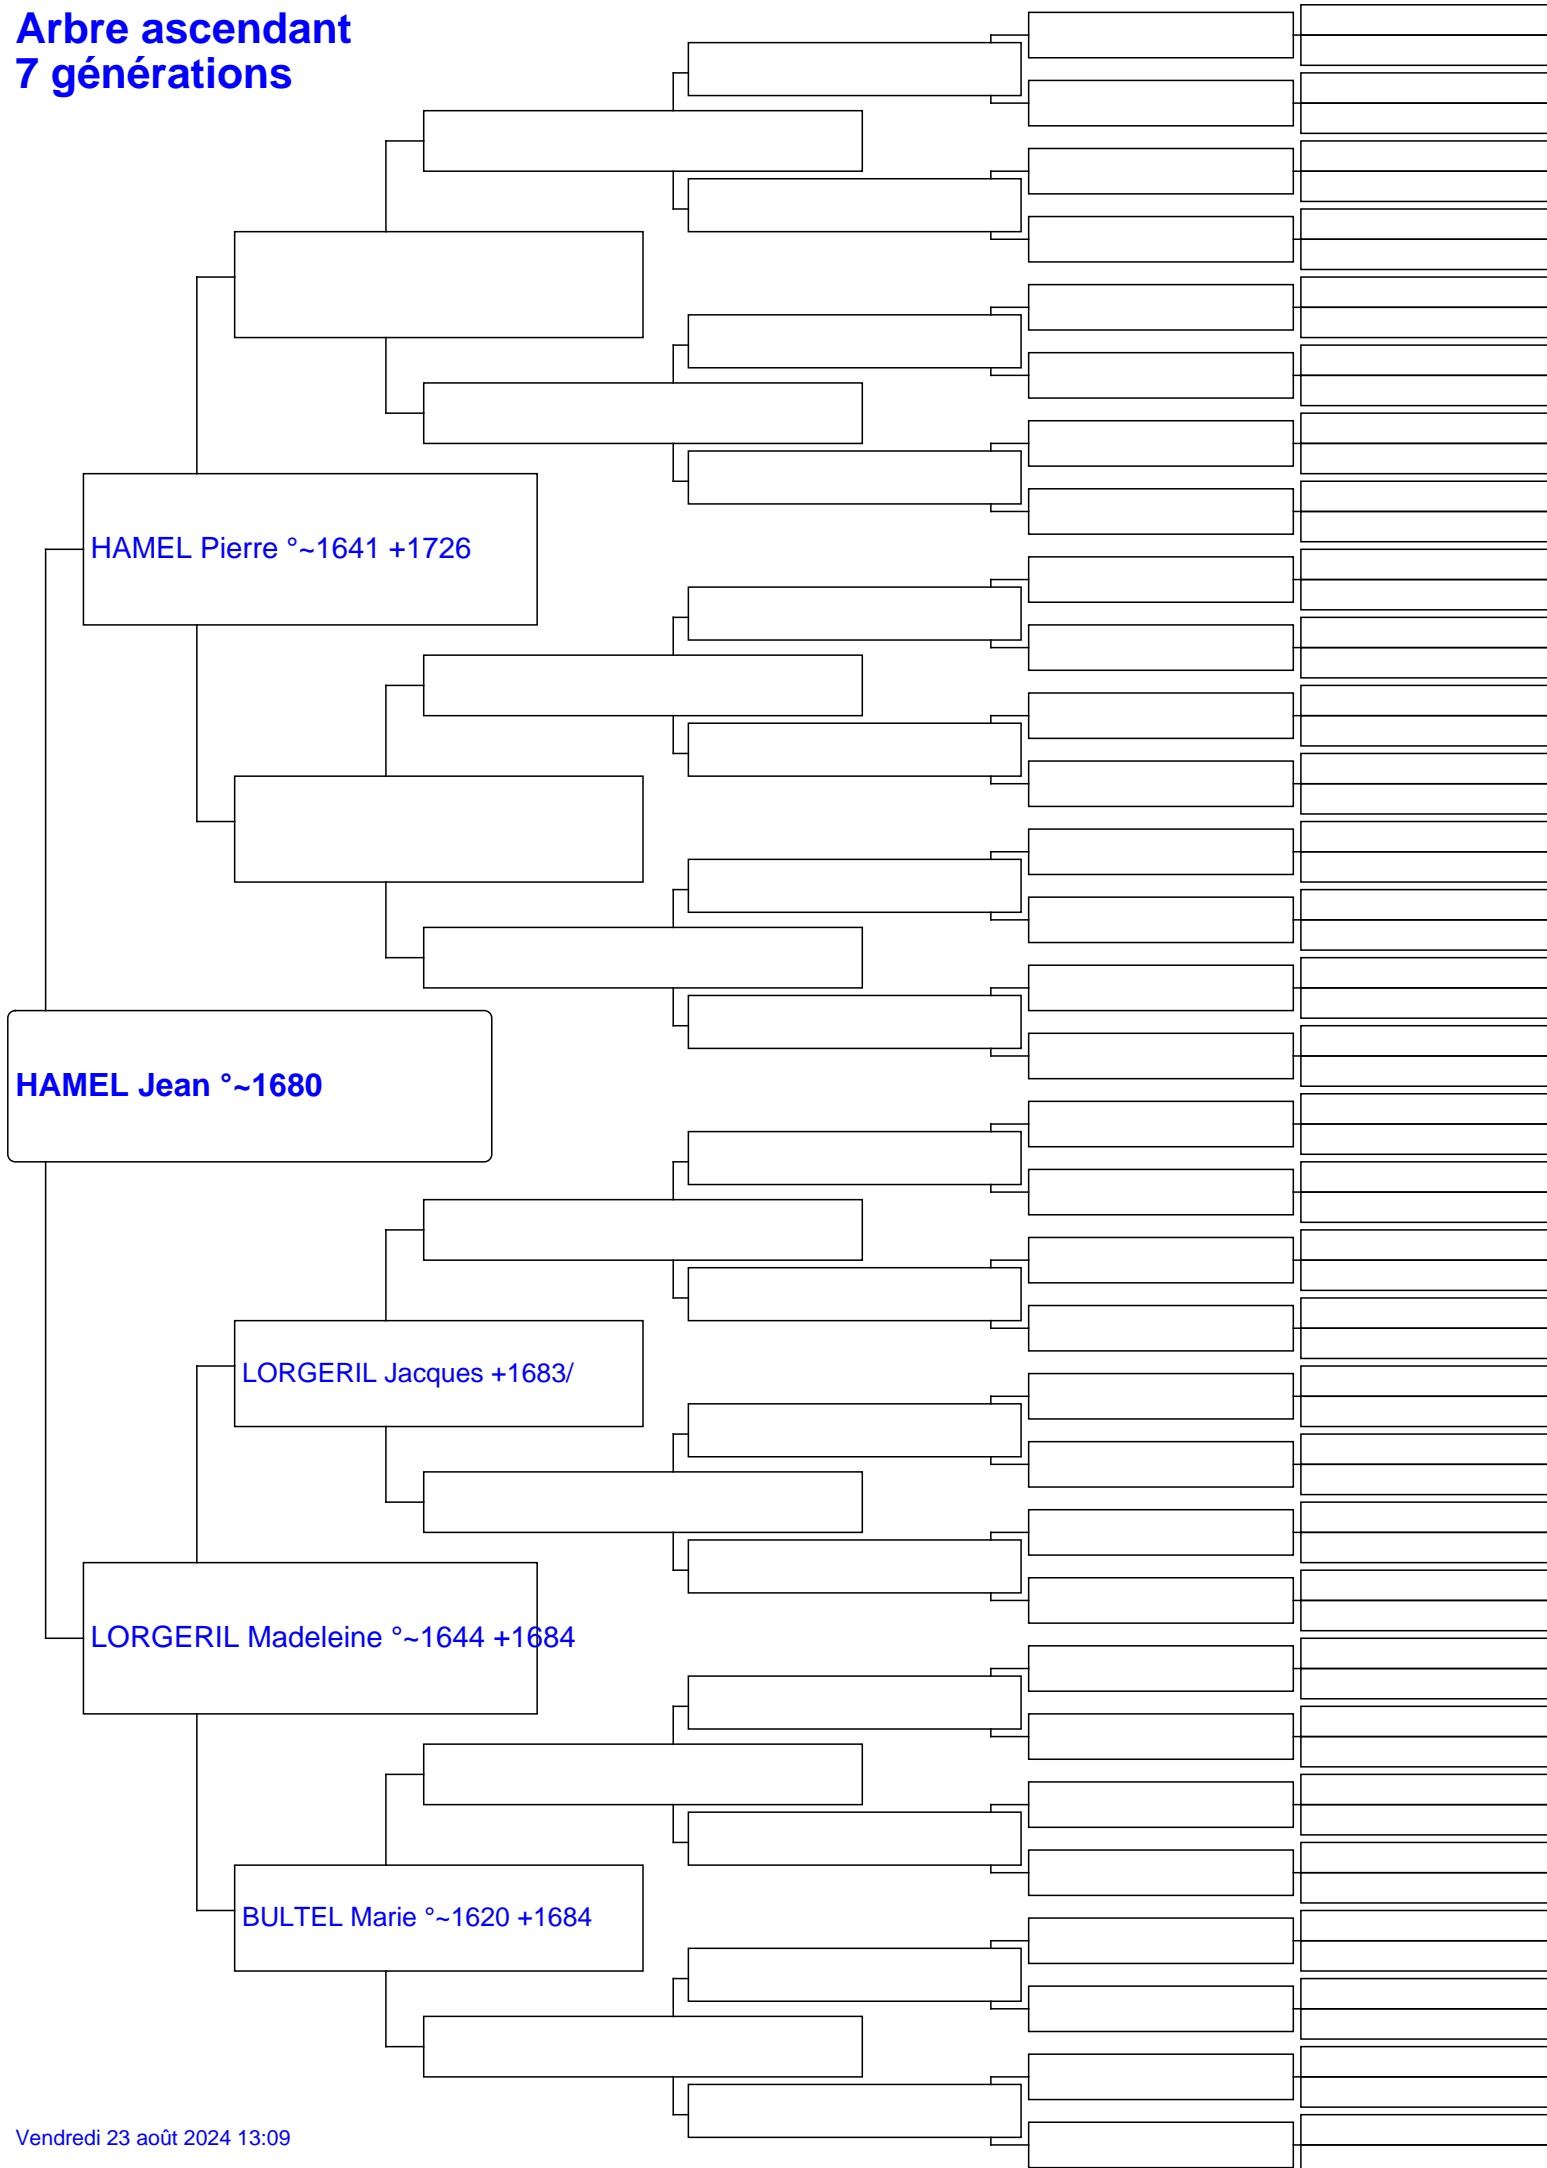 Arbre ascendant
7 générations
HAMEL Pierre °~1641 +1726
HAMEL Jean °~1680
LORGERIL Jacques +1683/
LORGERIL Madeleine °~1644 +1684
BULTEL Marie °~1620 +1684
Vendredi 23 août 2024 13:09